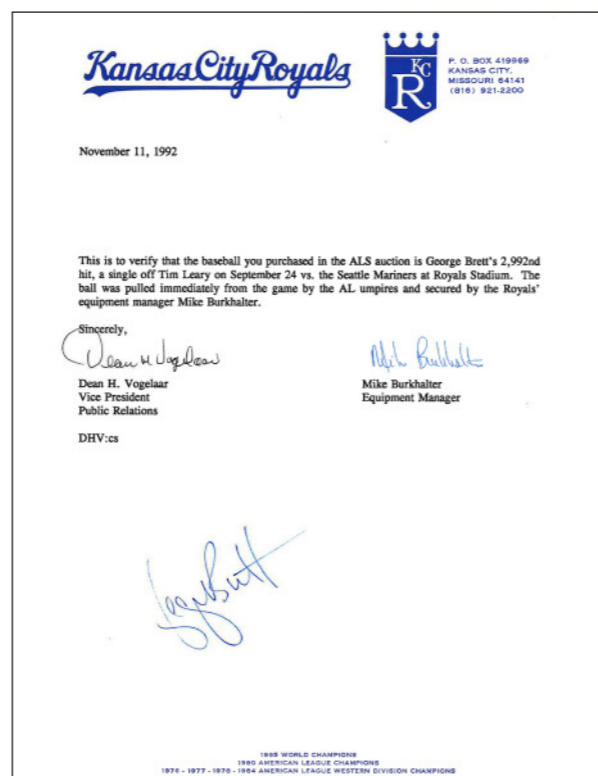 Kansas City Royals
KC
R
P. O. BOX 419969
KANSAS CITY,
MISSOURI 64141
(816) 921-2200
November 11, 1992
This is to verify that the baseball you purchased in the ALS auction is George Brett's 2,992nd
hit, a single off Tim Leary on September 24 vs. the Seattle Mariners at Royals Stadium. The
ball was pulled immediately from the game by the AL umpires and secured by the Royals'
equipment manager Mike Burkhalter.
Sincerely,
Dean H Vogelaar
Mike Burkhalter
Dean H. Vogelaar
Mike Burkhalter
Vice President
Equipment Manager
Public Relations
DHV:cs
George Brett
1985 WORLD CHAMPIONS
1980 AMERICAN LEAGUE CHAMPIONS
1976 - 1977 - 1978 - 1984 AMERICAN LEAGUE WESTERN DIVISION CHAMPIONS